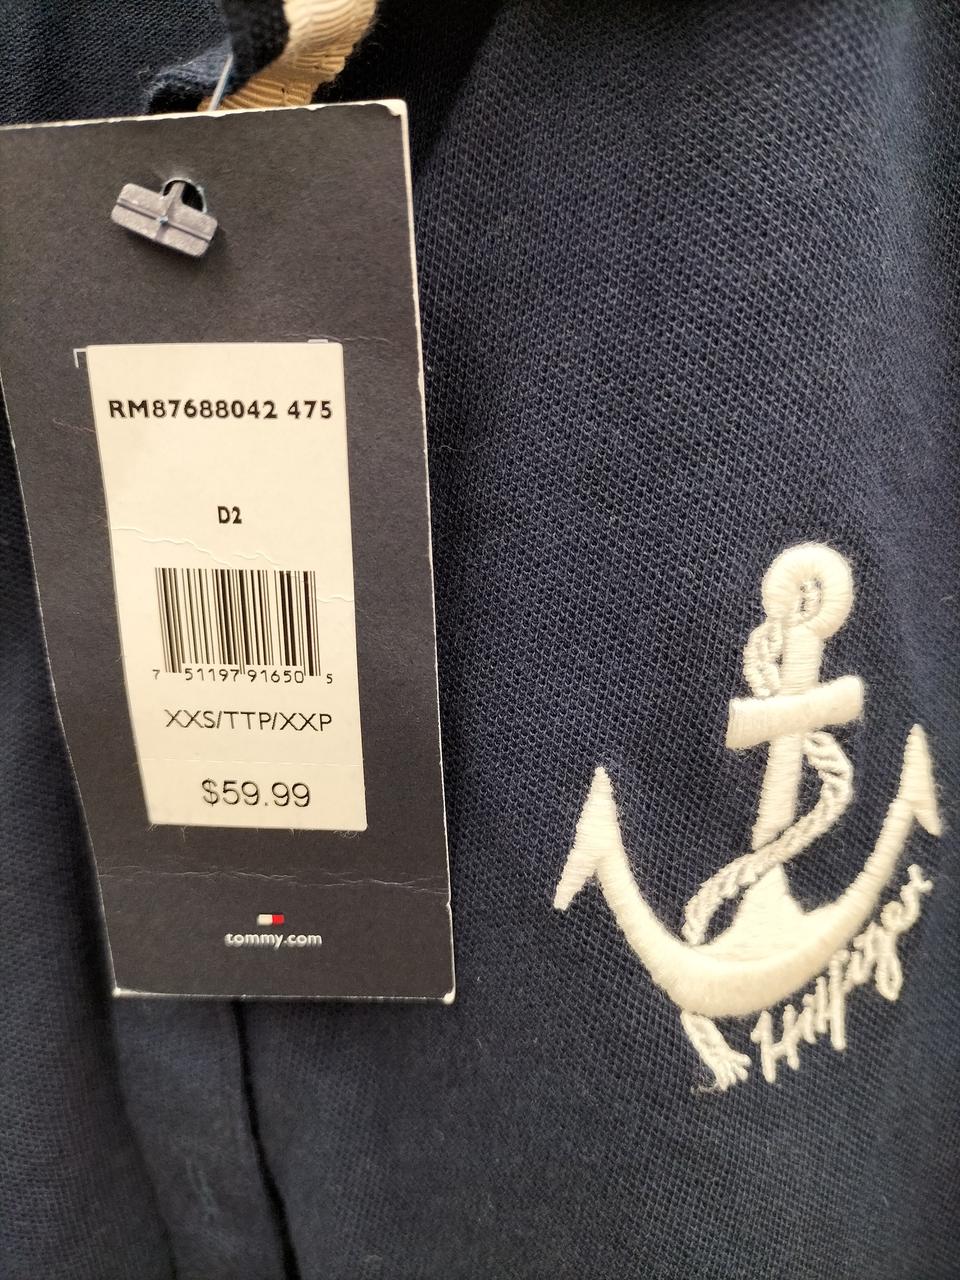 RM87688042 475
D2
7 51197 91650 5
XXS/TTP/XXP
$59.99
tommy.com
Hilfiger